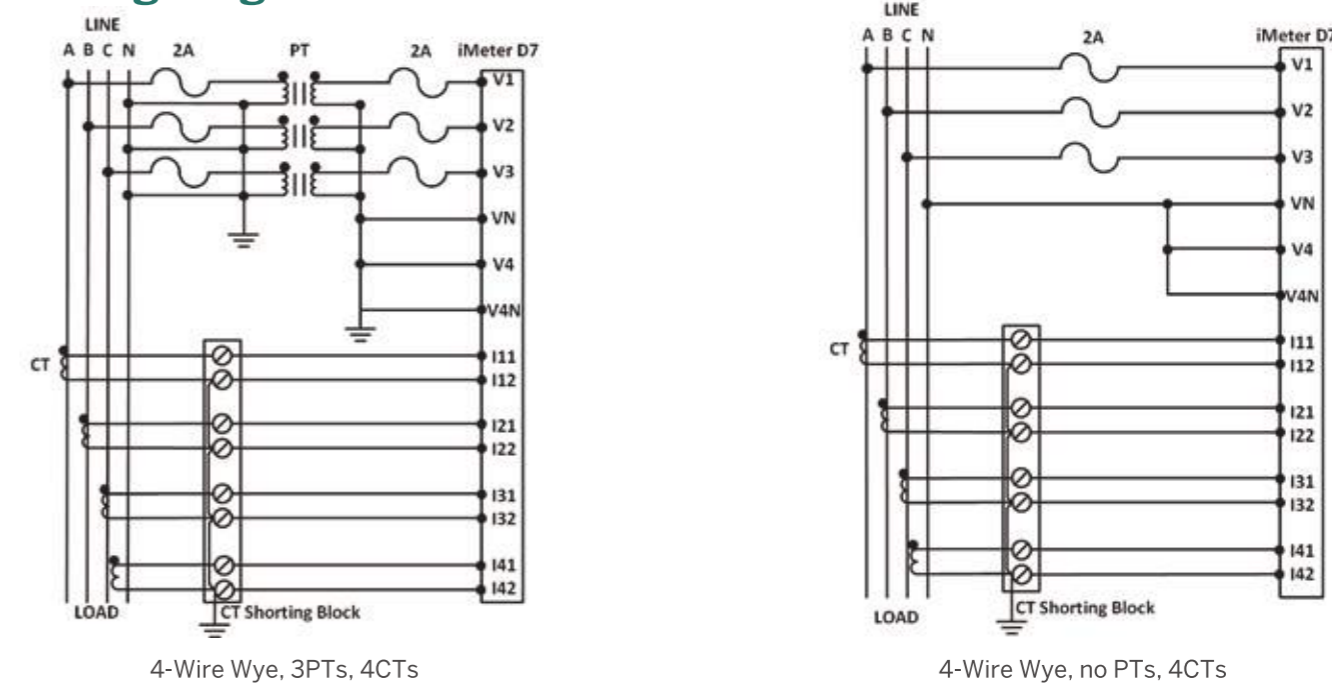 LINE
A B C N 2A PT 2A iMeter D7
V1
V2
V3
VN
V4
V4N
CT
I11
I12
I21
I22
I31
I32
I41
I42
LOAD
CT Shorting Block
4-Wire Wye, 3PTs, 4CTs
LINE
A B C N 2A iMeter D7
V1
V2
V3
VN
V4
V4N
CT
I11
I12
I21
I22
I31
I32
I41
I42
LOAD
CT Shorting Block
4-Wire Wye, no PTs, 4CTs